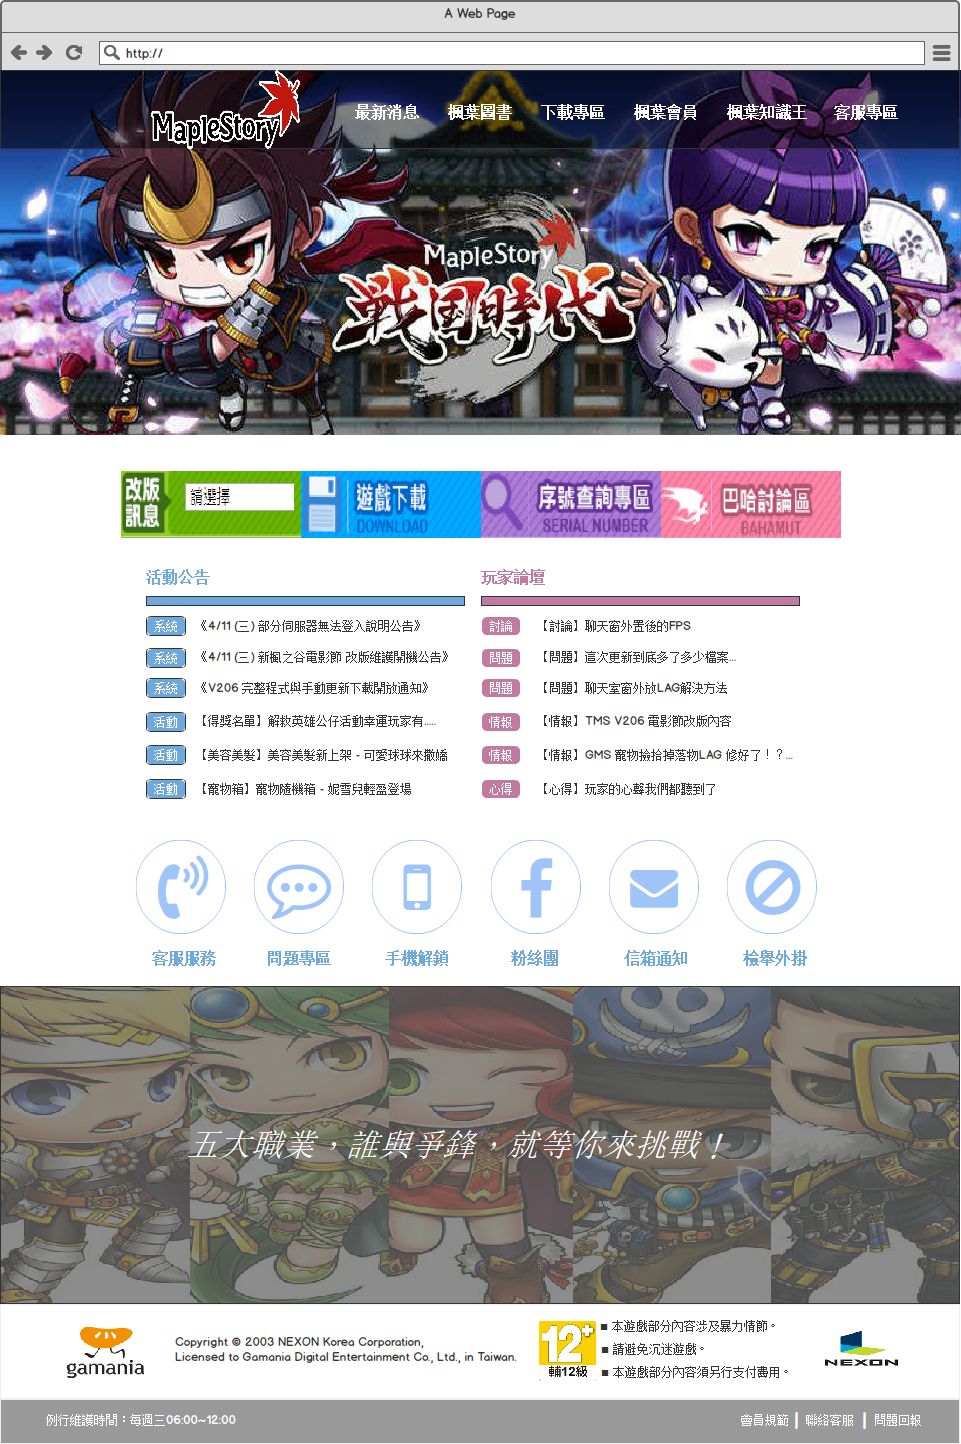 A Web Page
http://
MapleStory
最新消息 楓葉圖書 下載專區 楓葉會員 楓葉知識王 客服專區
MapleStory
戦国時代
改版訊息 請選擇
遊戲下載 DOWNLOAD
序號查詢專區 SERIAL NUMBER
巴哈討論區 BAHAMUT
活動公告
系統 《4/11 (三) 部分伺服器無法登入說明公告》
系統 《4/11 (三) 新楓之谷電影節 改版維護開機公告》
系統 《V206 完整程式與手動更新下載開放通知》
活動 【得獎名單】解救英雄公仔活動幸運玩家有.....
活動 【美容美髮】美容美髮新上架 - 可愛球球來撒嬌
活動 【寵物箱】寵物隨機箱 - 妮雪兒輕盈登場
玩家論壇
討論 【討論】聊天窗外置後的FPS
問題 【問題】這次更新到底多了多少檔案...
問題 【問題】聊天室窗外放LAG解決方法
情報 【情報】TMS V206 電影節改版內容
情報 【情報】GMS 寵物撿拾掉落物LAG 修好了！？...
心得 【心得】玩家的心聲我們都聽到了
客服服務 問題專區 手機解鎖 粉絲團 信箱通知 檢舉外掛
五大職業，誰與爭鋒，就等你來挑戰！
gamania
Copyright © 2003 NEXON Korea Corporation,
Licensed to Gamania Digital Entertainment Co., Ltd., in Taiwan.
12+
輔12級
■ 本遊戲部分內容涉及暴力情節。
■ 請避免沉迷遊戲。
■ 本遊戲部分內容須另行支付費用。
NEXON
例行維護時間：每週三06:00~12:00
會員規範 | 聯絡客服 | 問題回報